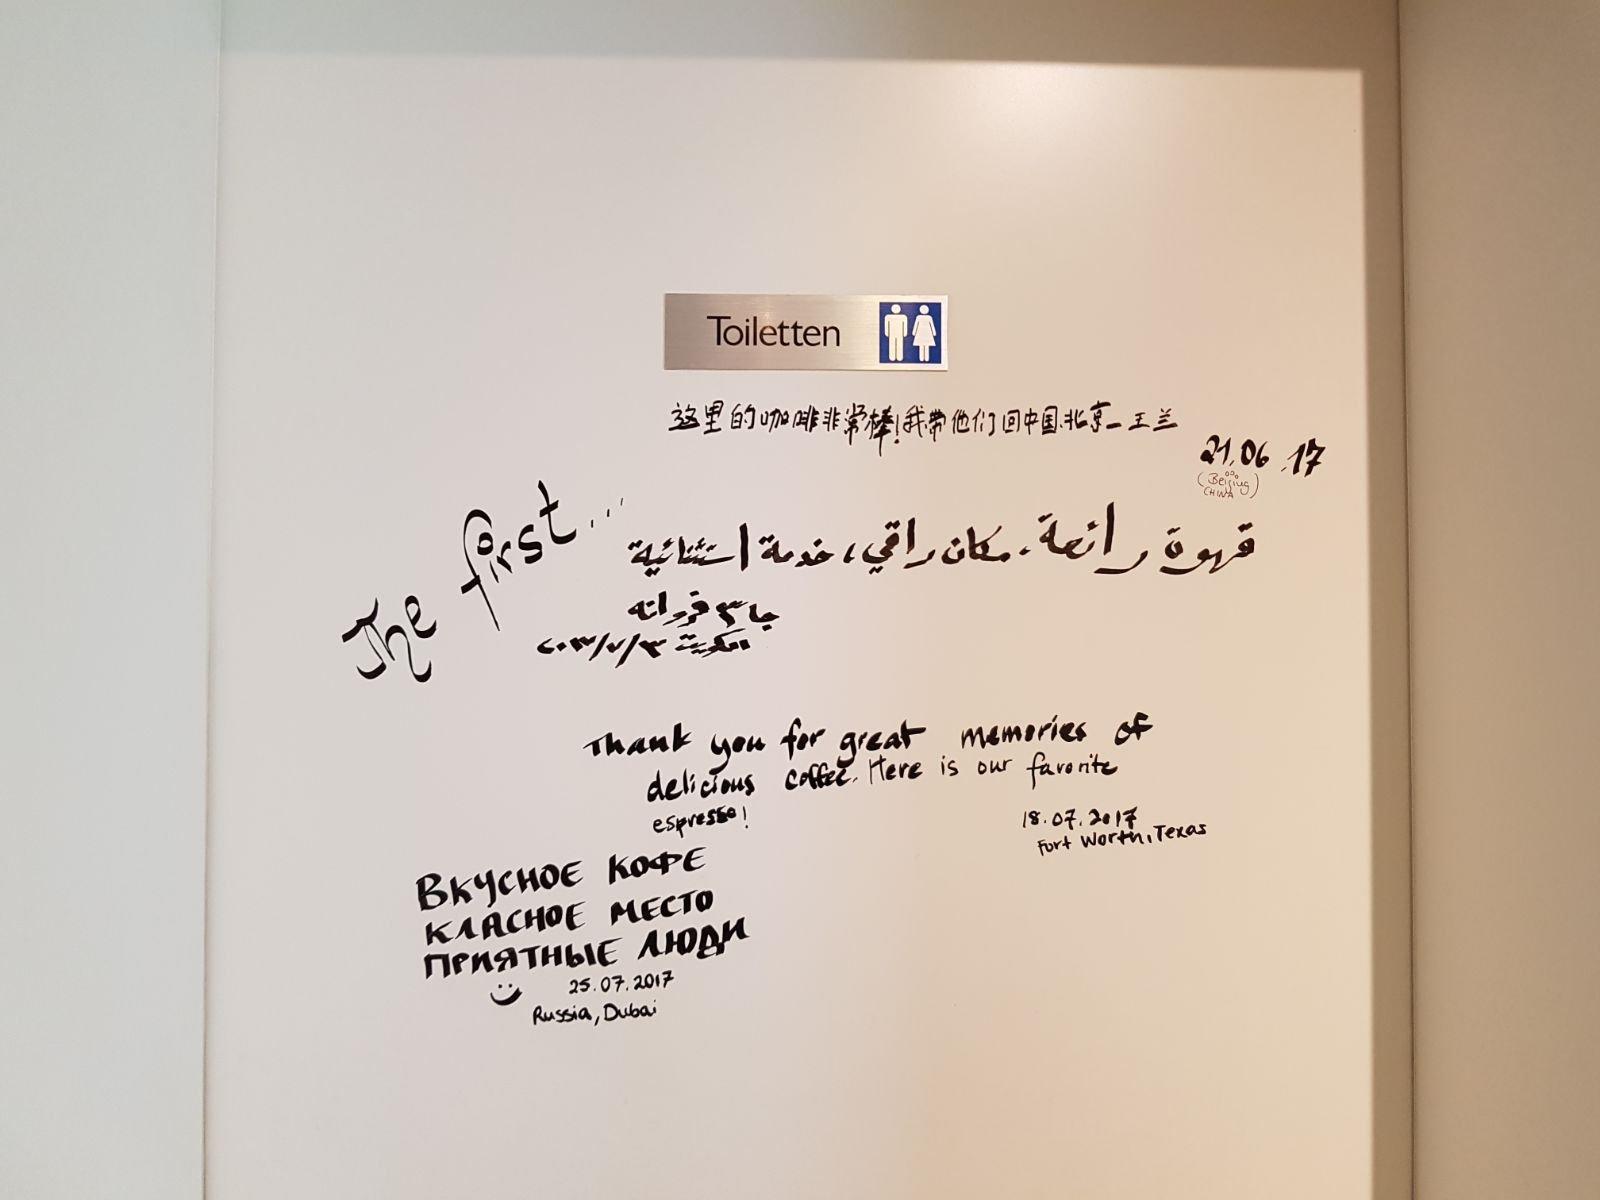 Toiletten
这里的咖啡非常棒!我带他们回中国.北京_王兰
21.06.17
(Beijing)
CHINA
The first...
قهوة رائعة، مكان راقي، خدمة استثنائية
الكويت
Thank you for great memories of
delicious coffee. Here is our favorite
espresso!
18.07.2017
Fort Worth, Texas
ВКУСНОЕ КОФЕ
КЛАСНОЕ МЕСТО
ПРИЯТНЫЕ ЛЮДИ
25.07.2017
Russia, Dubai